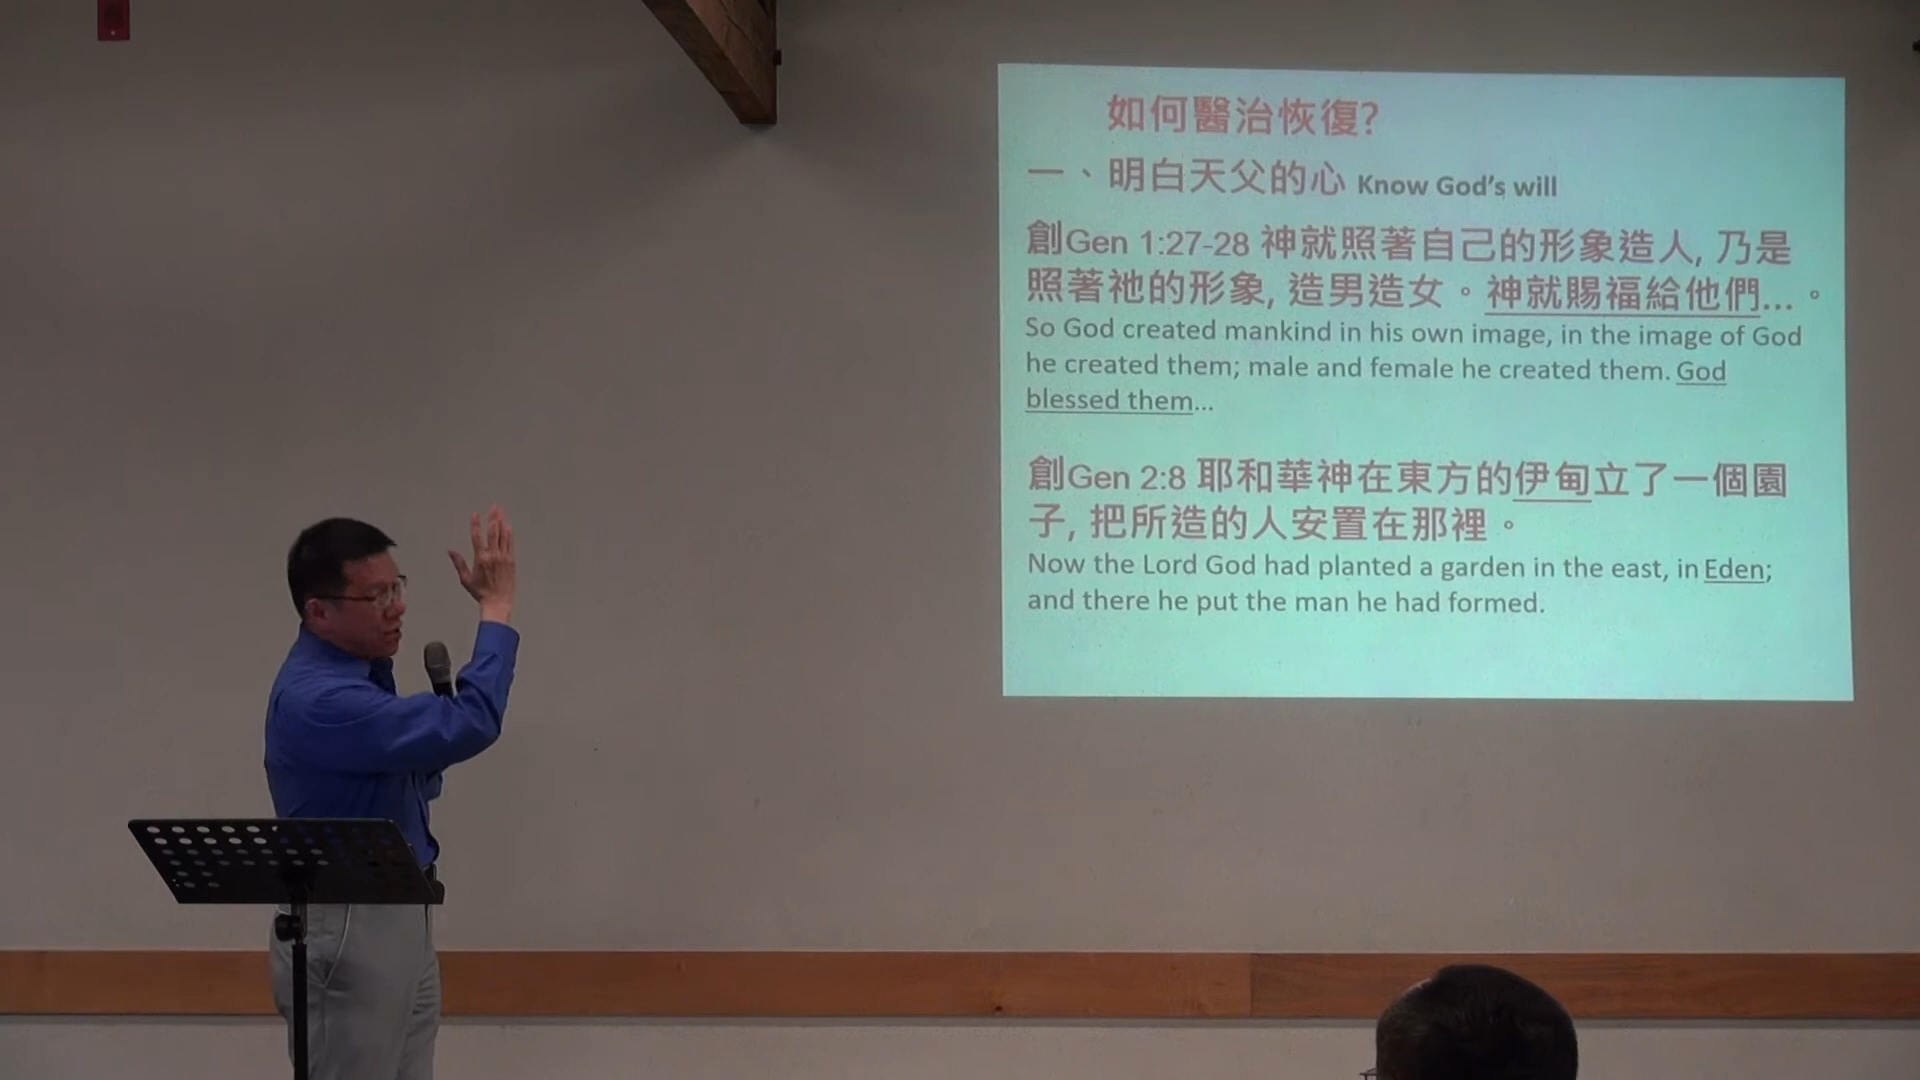 如何醫治恢復?
一、明白天父的心 Know God's will
創Gen 1:27-28 神就照著自己的形象造人, 乃是
照著祂的形象, 造男造女。神就賜福給他們...。
So God created mankind in his own image, in the image of God
he created them; male and female he created them. God
blessed them...
創Gen 2:8 耶和華神在東方的伊甸立了一個園
子, 把所造的人安置在那裡。
Now the Lord God had planted a garden in the east, in Eden;
and there he put the man he had formed.